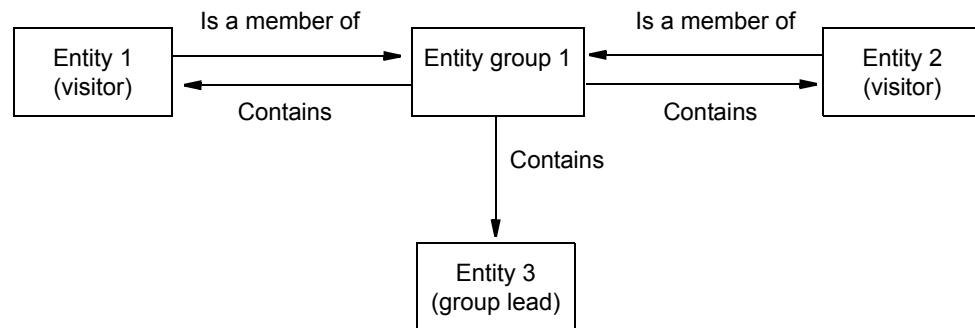 Is a member of
Is a member of
Entity 1
(visitor)
Entity group 1
Entity 2
(visitor)
Contains
Contains
Contains
Entity 3
(group lead)